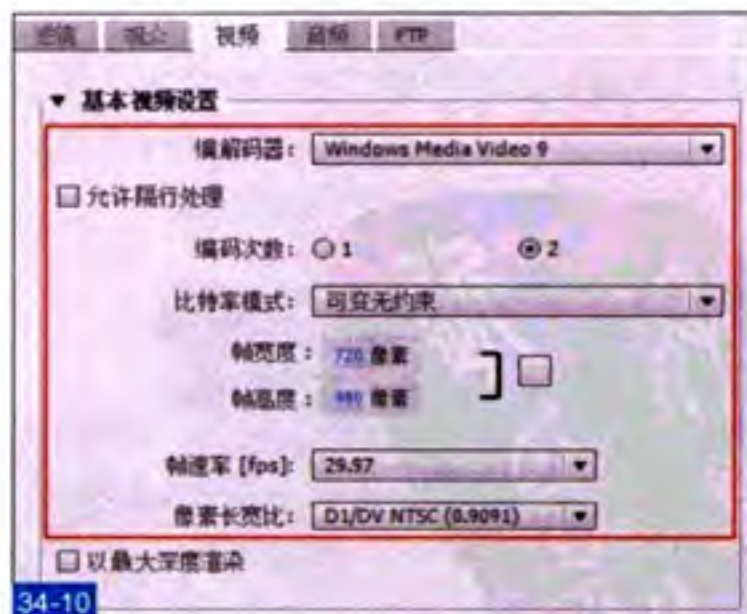 滤镜 视频 音频 FTP
▼ 基本视频设置
编解码器： Windows Media Video 9
允许隔行处理
编码次数： 1 2
比特率模式： 可变无约束
帧宽度： 720 像素
帧高度： 480 像素
帧速率 [fps]: 29.97
像素长宽比： D1/DV NTSC (0.9091)
以最大深度渲染
34-10